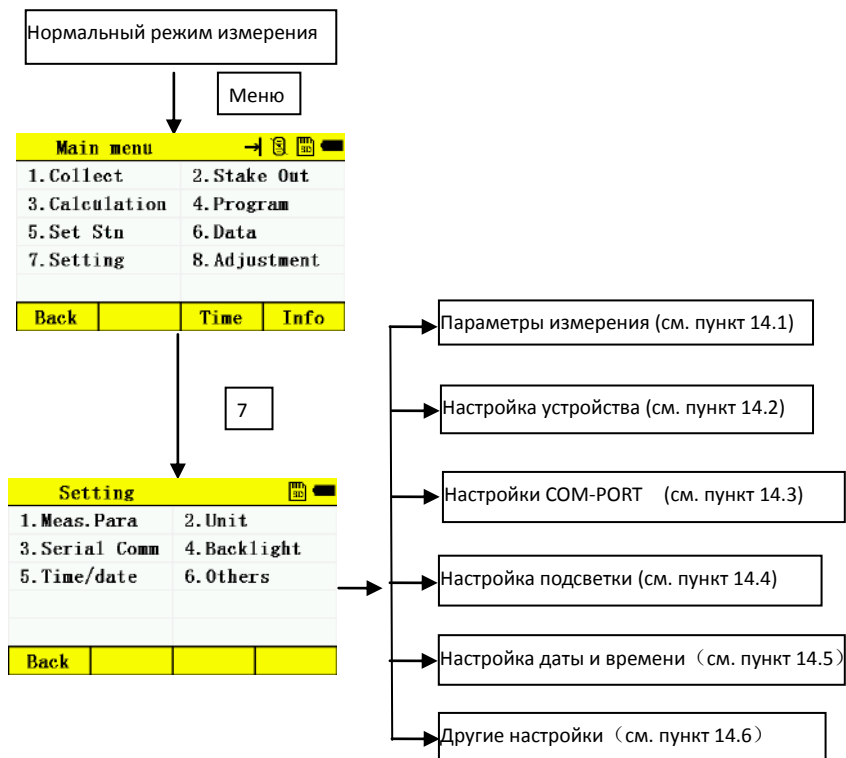 Нормальный режим измерения
Меню
Main menu
1.Collect 2.Stake Out
3.Calculation 4.Program
5.Set Stn 6.Data
7.Setting 8.Adjustment
Back Time Info
7
Setting
1.Meas.Para 2.Unit
3.Serial Comm 4.Backlight
5.Time/date 6.Others
Back
Параметры измерения (см. пункт 14.1)
Настройка устройства (см. пункт 14.2)
Настройки COM-PORT (см. пункт 14.3)
Настройка подсветки (см. пункт 14.4)
Настройка даты и времени（см. пункт 14.5）
Другие настройки（см. пункт 14.6）